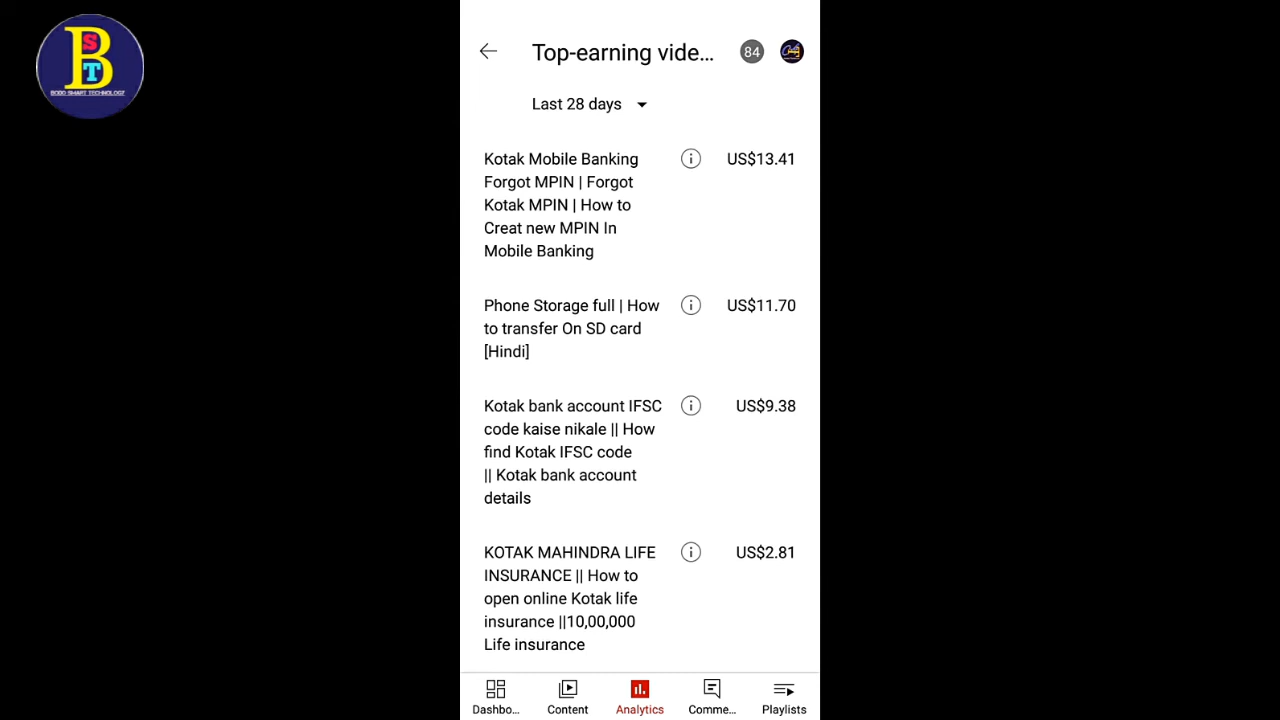 B
S
T
BODO SMART TECHNOLOGY
Top-earning vide...
84
Last 28 days
Kotak Mobile Banking
Forgot MPIN | Forgot
Kotak MPIN | How to
Creat new MPIN In
Mobile Banking
US$13.41
Phone Storage full | How
to transfer On SD card
[Hindi]
US$11.70
Kotak bank account IFSC
code kaise nikale || How
find Kotak IFSC code
|| Kotak bank account
details
US$9.38
KOTAK MAHINDRA LIFE
INSURANCE || How to
open online Kotak life
insurance ||10,00,000
Life insurance
US$2.81
Dashbo...
Content
Analytics
Comme...
Playlists